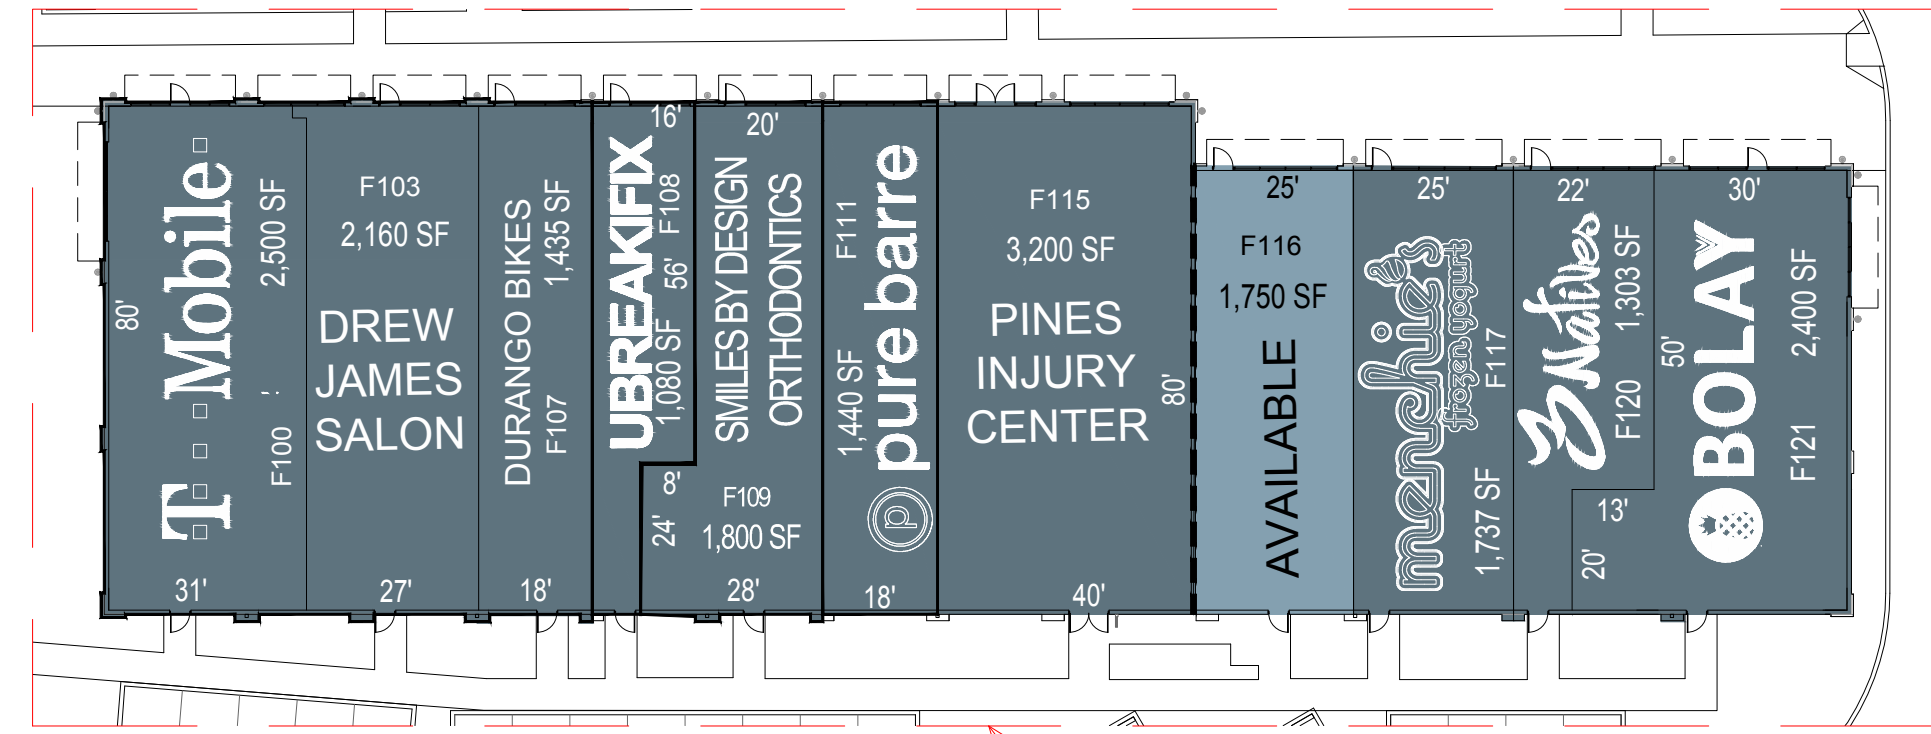 T Mobile
2,500 SF
F100
80'
31'
F103
2,160 SF
DREW
JAMES
SALON
27'
DURANGO BIKES
1,435 SF
F107
18'
16'
UBREAKIFIX
F108
56'
1,080 SF
8'
24'
20'
SMILES BY DESIGN
ORTHODONTICS
F109
1,800 SF
28'
F111
1,440 SF
pure barre
p
18'
F115
3,200 SF
PINES
INJURY
CENTER
80'
40'
25'
F116
1,750 SF
AVAILABLE
25'
menchie's
frozen yogurt
F117
1,737 SF
22'
3 Natives
1,303 SF
F120
50'
13'
20'
30'
BOLAY
2,400 SF
F121